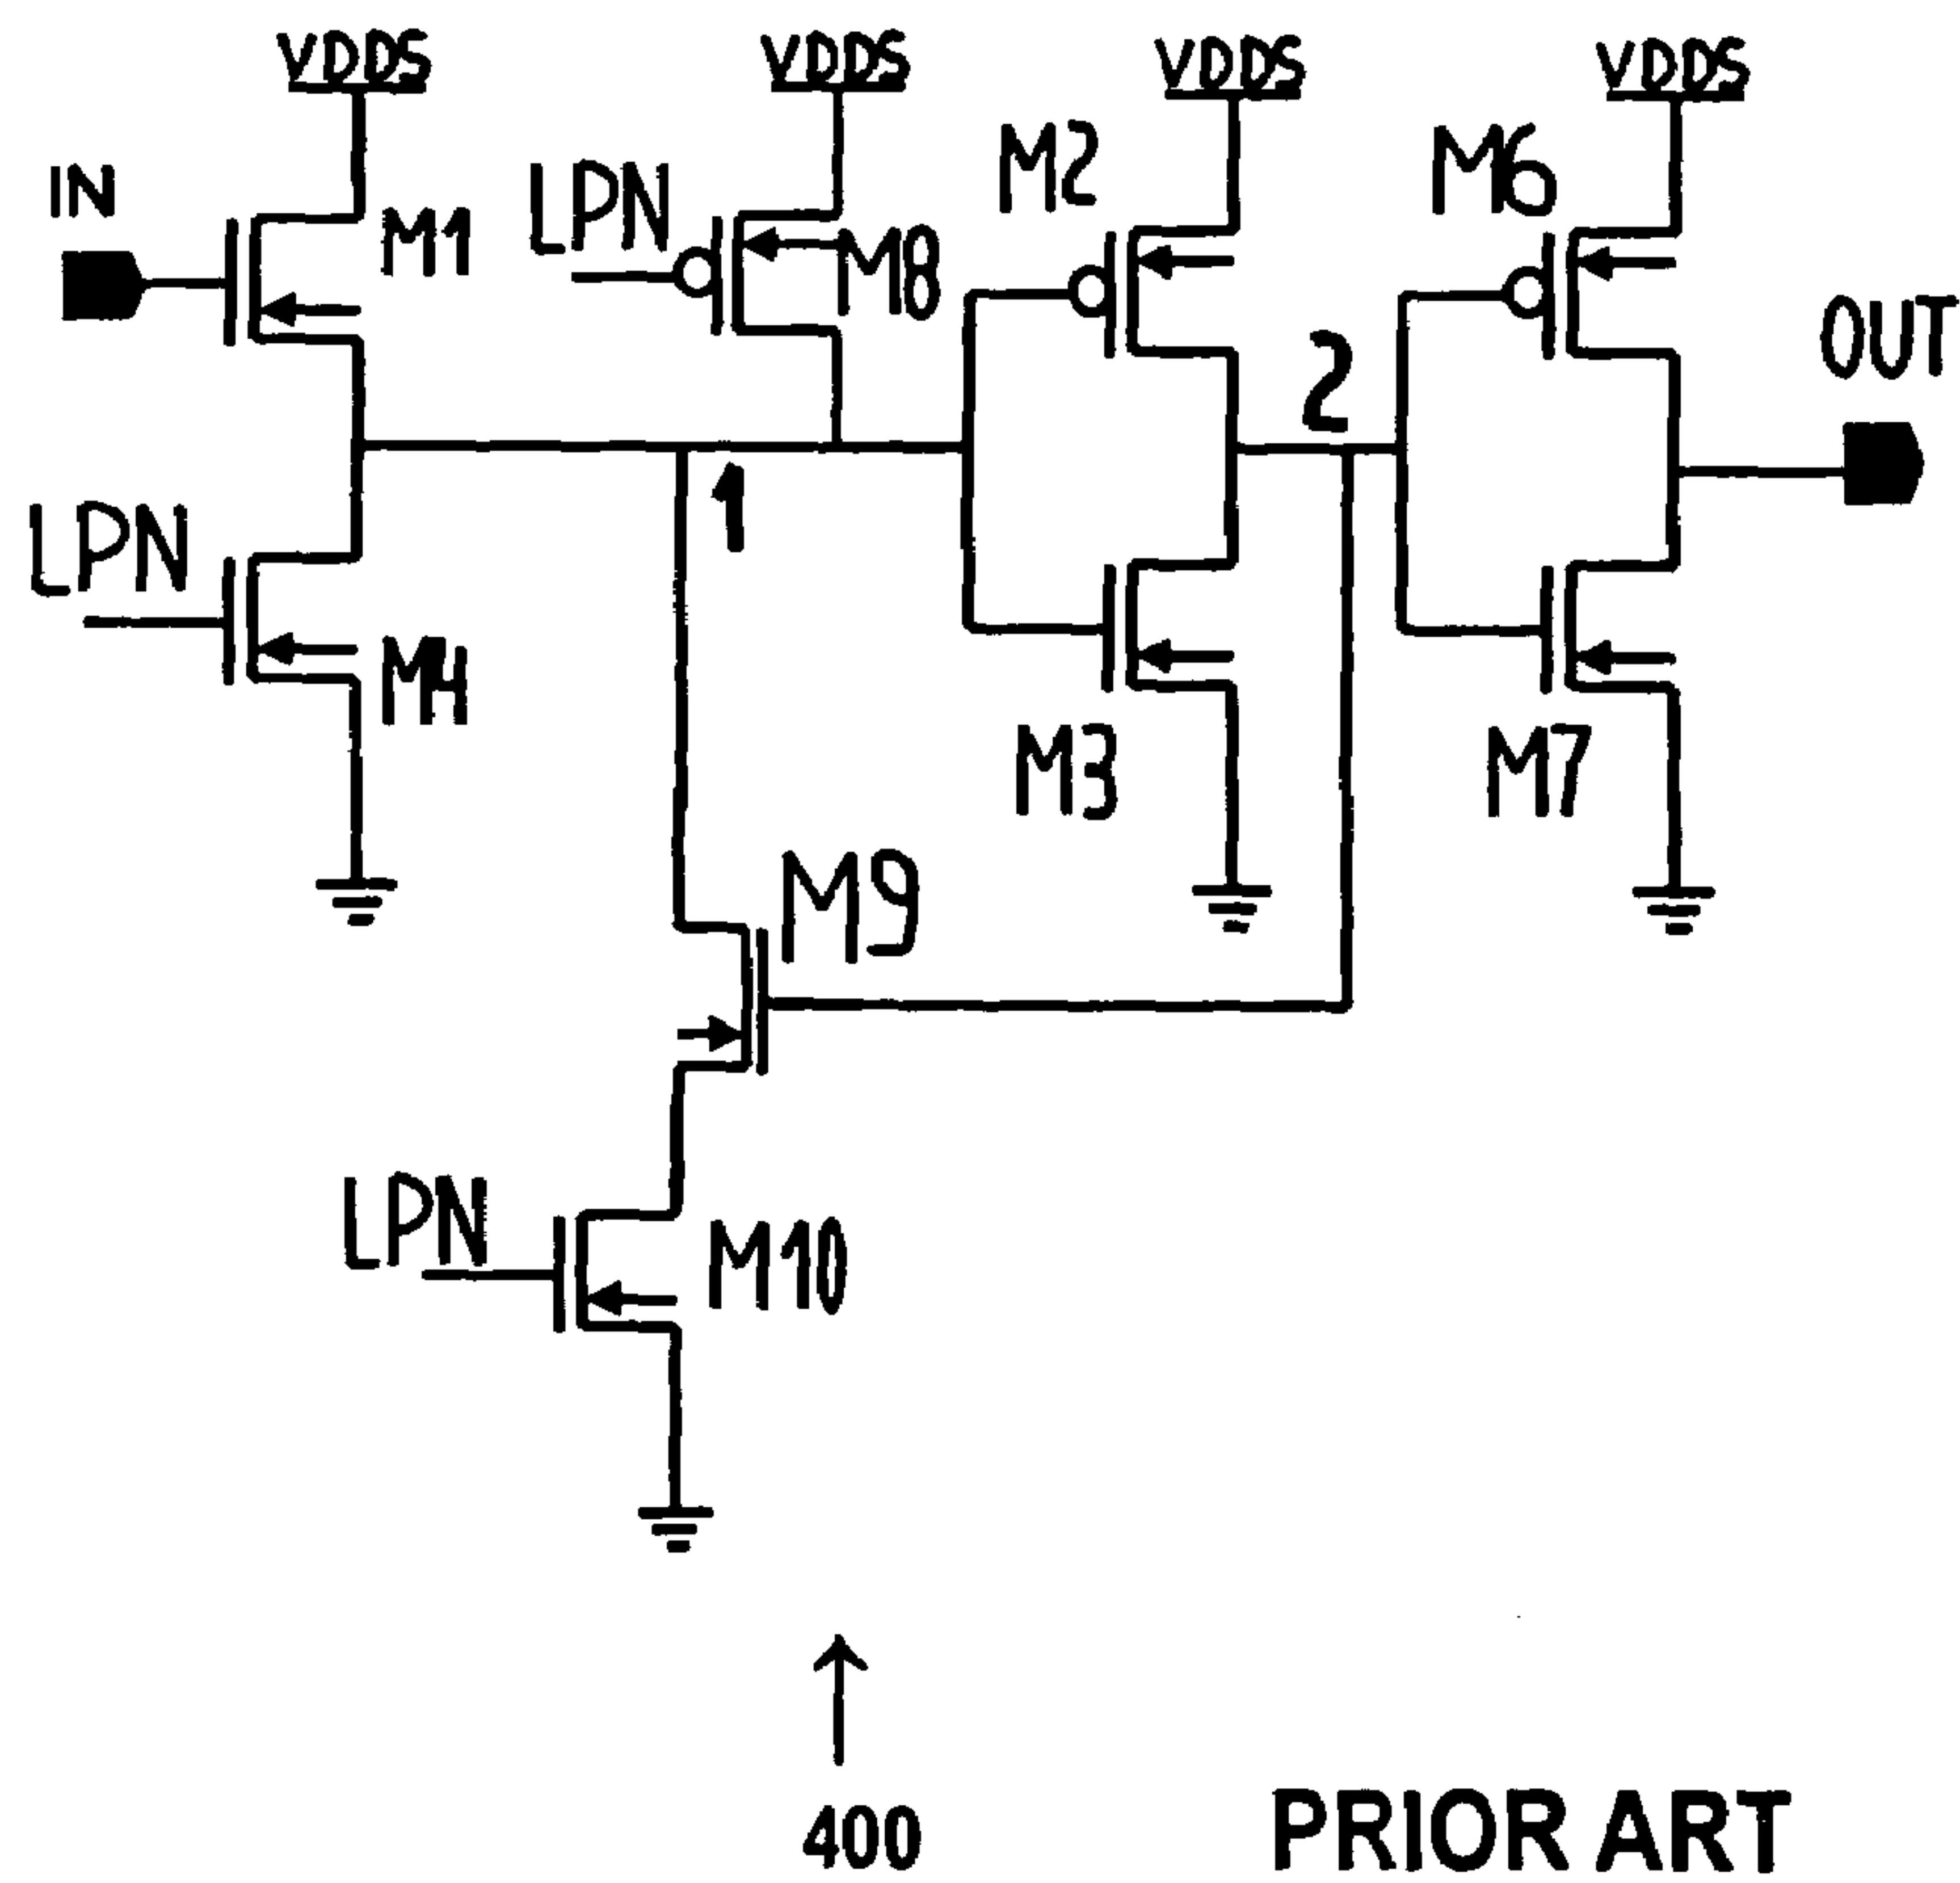 VDDS
VDDS
VDDS
VDDS
M2
M6
IN
LPN
M1
M8
OUT
2
1
LPN
M4
M3
M7
M9
LPN
M10
400
PRIOR ART